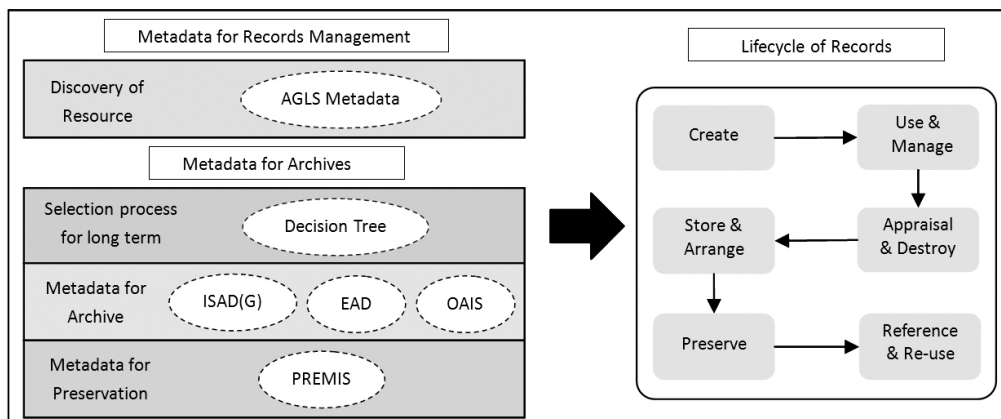 Metadata for Records Management
Discovery of
Resource
AGLS Metadata
Metadata for Archives
Selection process
for long term
Decision Tree
Metadata for
Archive
ISAD(G)
EAD
OAIS
Metadata for
Preservation
PREMIS
Lifecycle of Records
Create
Use &
Manage
Store &
Arrange
Appraisal
& Destroy
Preserve
Reference
& Re-use